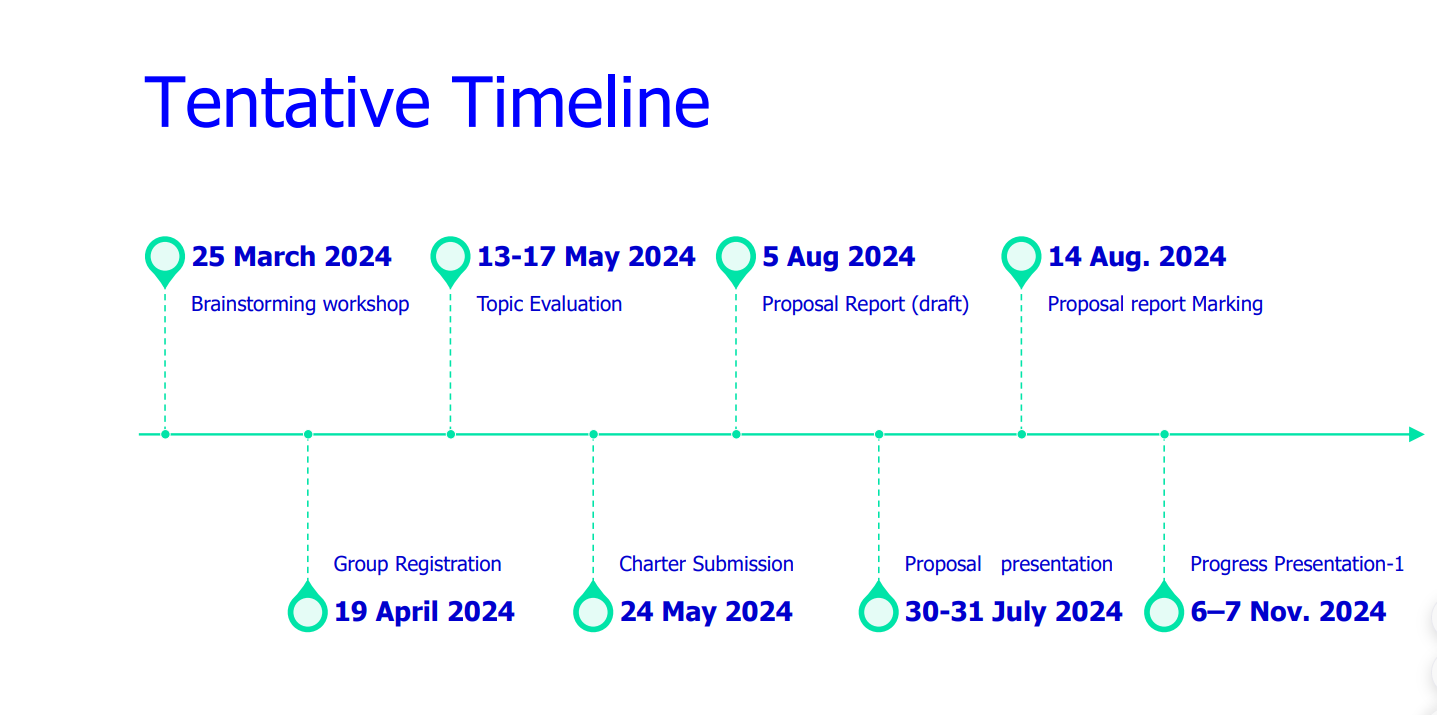 Tentative Timeline
25 March 2024
Brainstorming workshop
13-17 May 2024
Topic Evaluation
5 Aug 2024
Proposal Report (draft)
14 Aug. 2024
Proposal report Marking
Group Registration
19 April 2024
Charter Submission
24 May 2024
Proposal presentation
30-31 July 2024
Progress Presentation-1
6–7 Nov. 2024